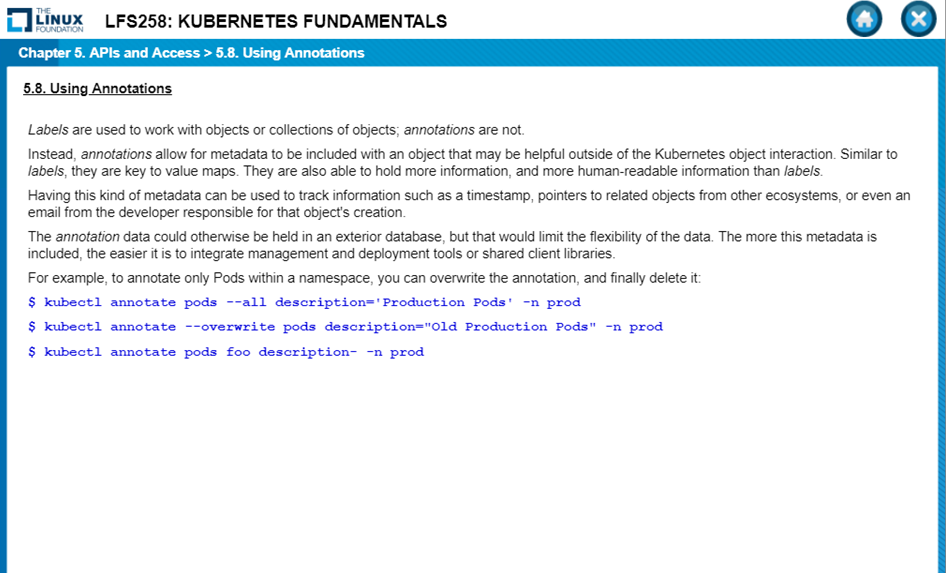 THE
LINUX
FOUNDATION
LFS258: KUBERNETES FUNDAMENTALS
Chapter 5. APIs and Access > 5.8. Using Annotations
5.8. Using Annotations
Labels are used to work with objects or collections of objects; annotations are not.
Instead, annotations allow for metadata to be included with an object that may be helpful outside of the Kubernetes object interaction. Similar to
labels, they are key to value maps. They are also able to hold more information, and more human-readable information than labels.
Having this kind of metadata can be used to track information such as a timestamp, pointers to related objects from other ecosystems, or even an
email from the developer responsible for that object's creation.
The annotation data could otherwise be held in an exterior database, but that would limit the flexibility of the data. The more this metadata is
included, the easier it is to integrate management and deployment tools or shared client libraries.
For example, to annotate only Pods within a namespace, you can overwrite the annotation, and finally delete it:
$ kubectl annotate pods --all description='Production Pods' -n prod
$ kubectl annotate --overwrite pods description="Old Production Pods" -n prod
$ kubectl annotate pods foo description- -n prod